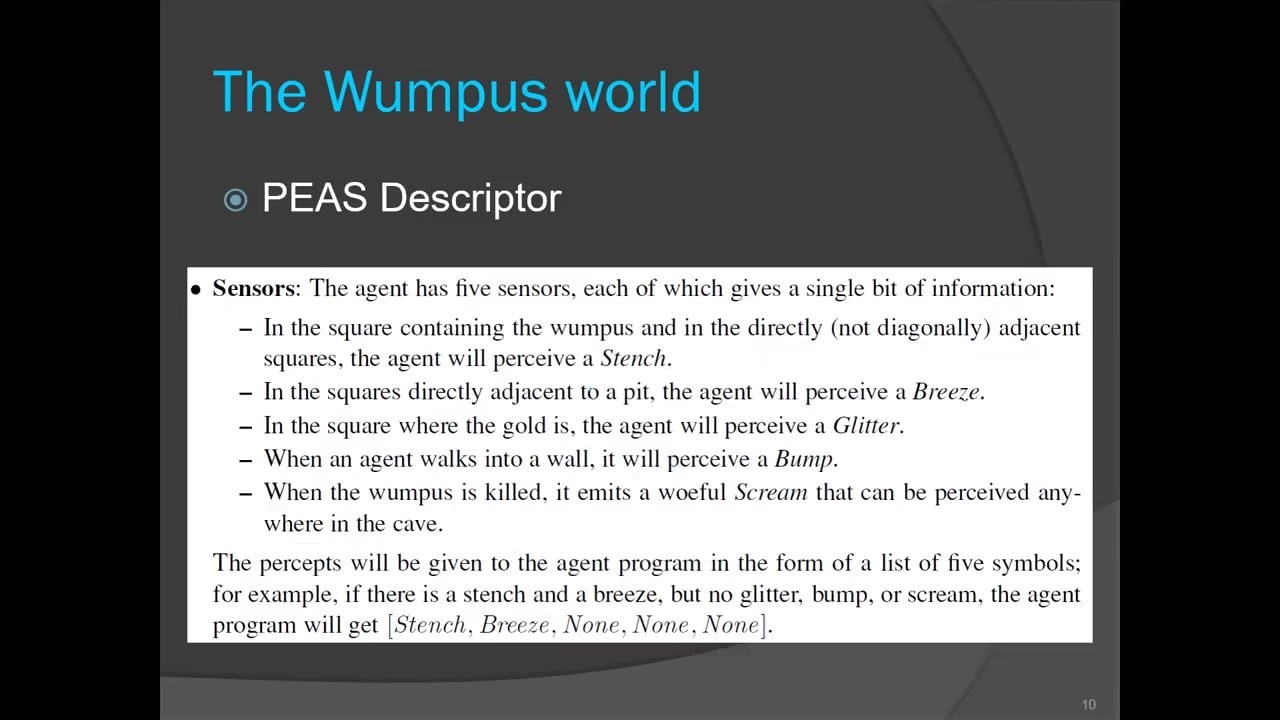 The Wumpus world
PEAS Descriptor
• Sensors: The agent has five sensors, each of which gives a single bit of information:
– In the square containing the wumpus and in the directly (not diagonally) adjacent
squares, the agent will perceive a Stench.
– In the squares directly adjacent to a pit, the agent will perceive a Breeze.
– In the square where the gold is, the agent will perceive a Glitter.
– When an agent walks into a wall, it will perceive a Bump.
– When the wumpus is killed, it emits a woeful Scream that can be perceived any-
where in the cave.
The percepts will be given to the agent program in the form of a list of five symbols;
for example, if there is a stench and a breeze, but no glitter, bump, or scream, the agent
program will get [Stench, Breeze, None, None, None].
10